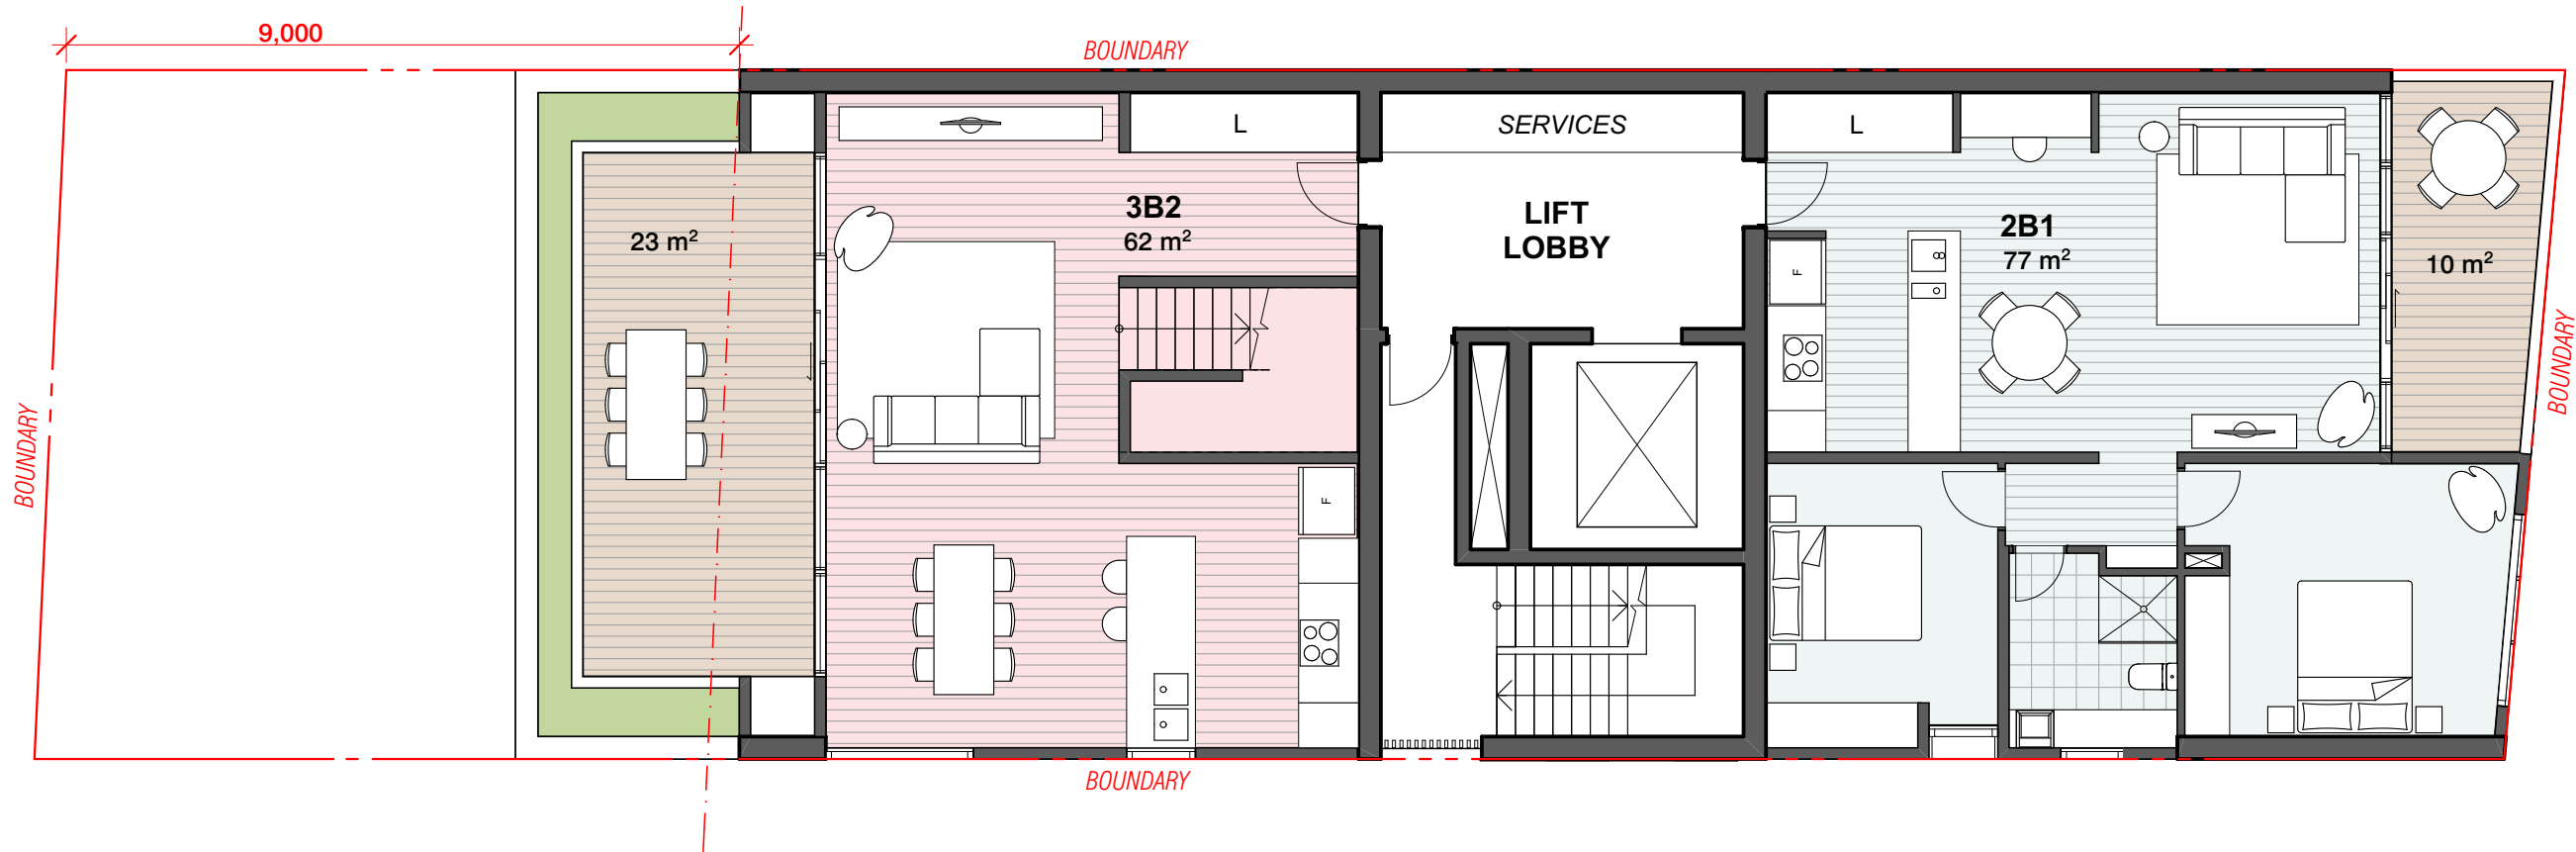 9,000
BOUNDARY
L
SERVICES
L
3B2
62 m²
23 m²
LIFT
LOBBY
2B1
77 m²
10 m²
F
BOUNDARY
BOUNDARY
F
BOUNDARY